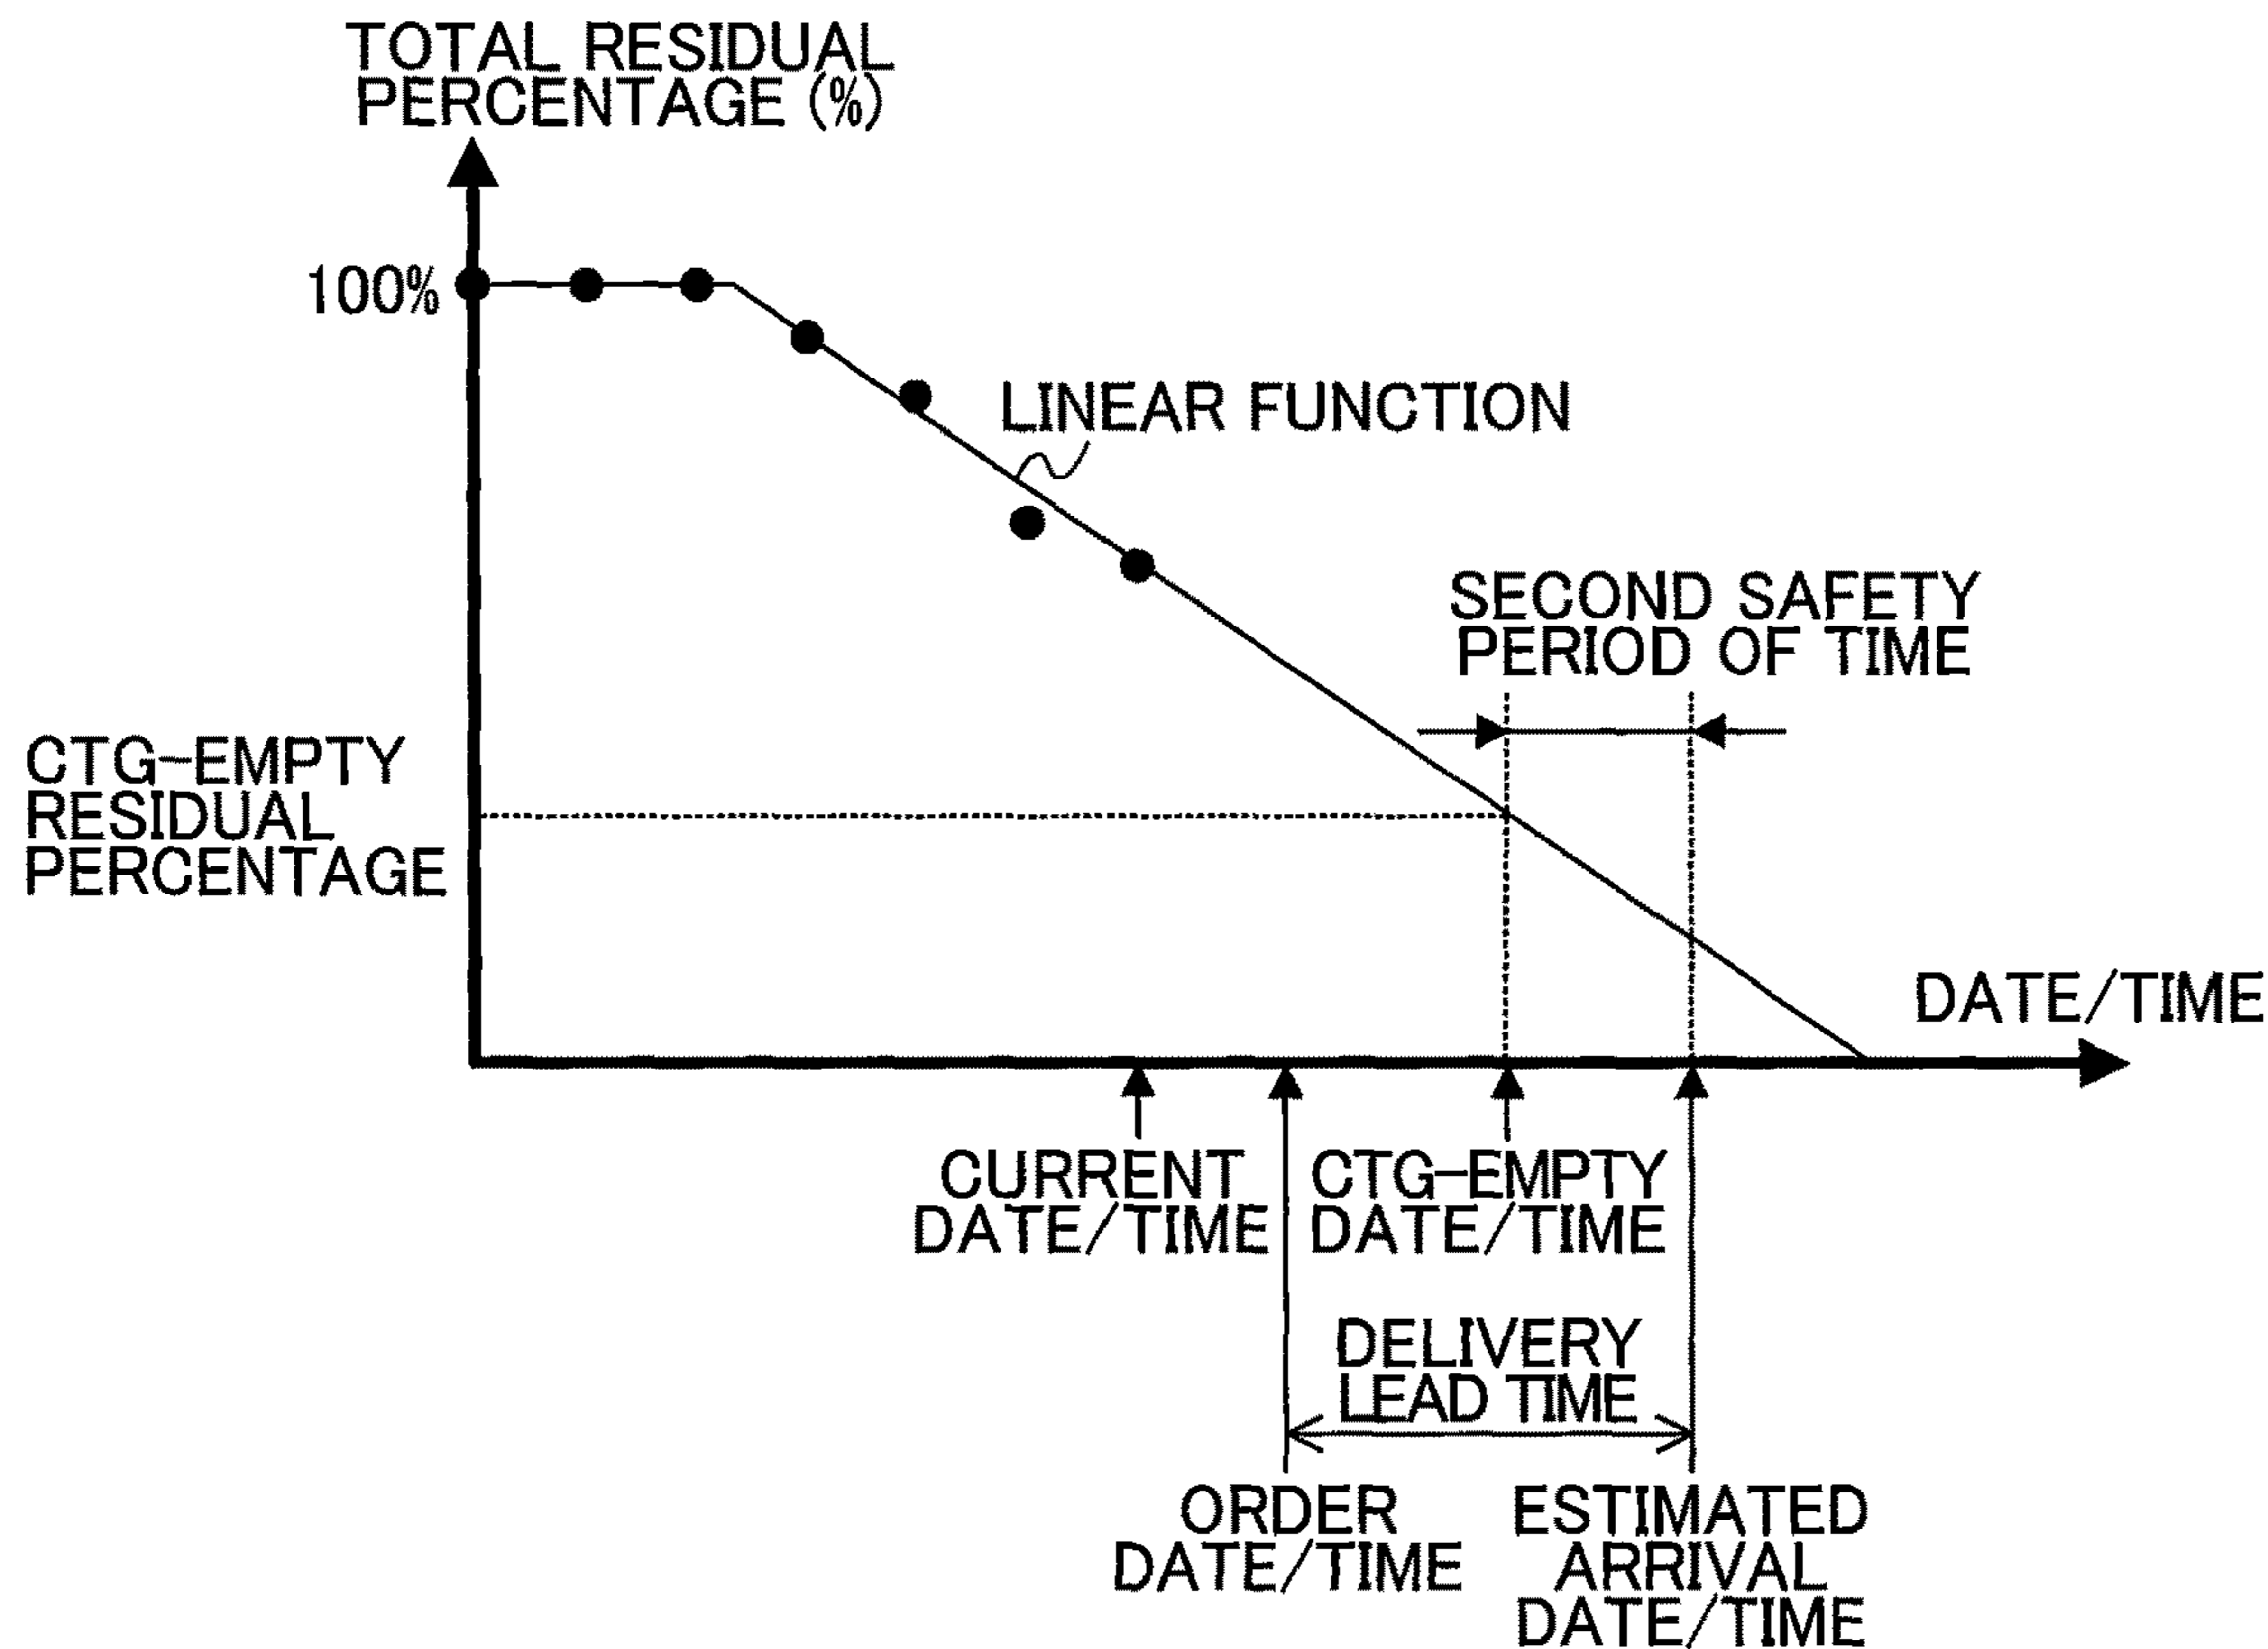 TOTAL RESIDUAL
PERCENTAGE (%)
100%
LINEAR FUNCTION
SECOND SAFETY
PERIOD OF TIME
CTG-EMPTY
RESIDUAL
PERCENTAGE
DATE/TIME
CURRENT
DATE/TIME
CTG-EMPTY
DATE/TIME
DELIVERY
LEAD TIME
ORDER
DATE/TIME
ESTIMATED
ARRIVAL
DATE/TIME